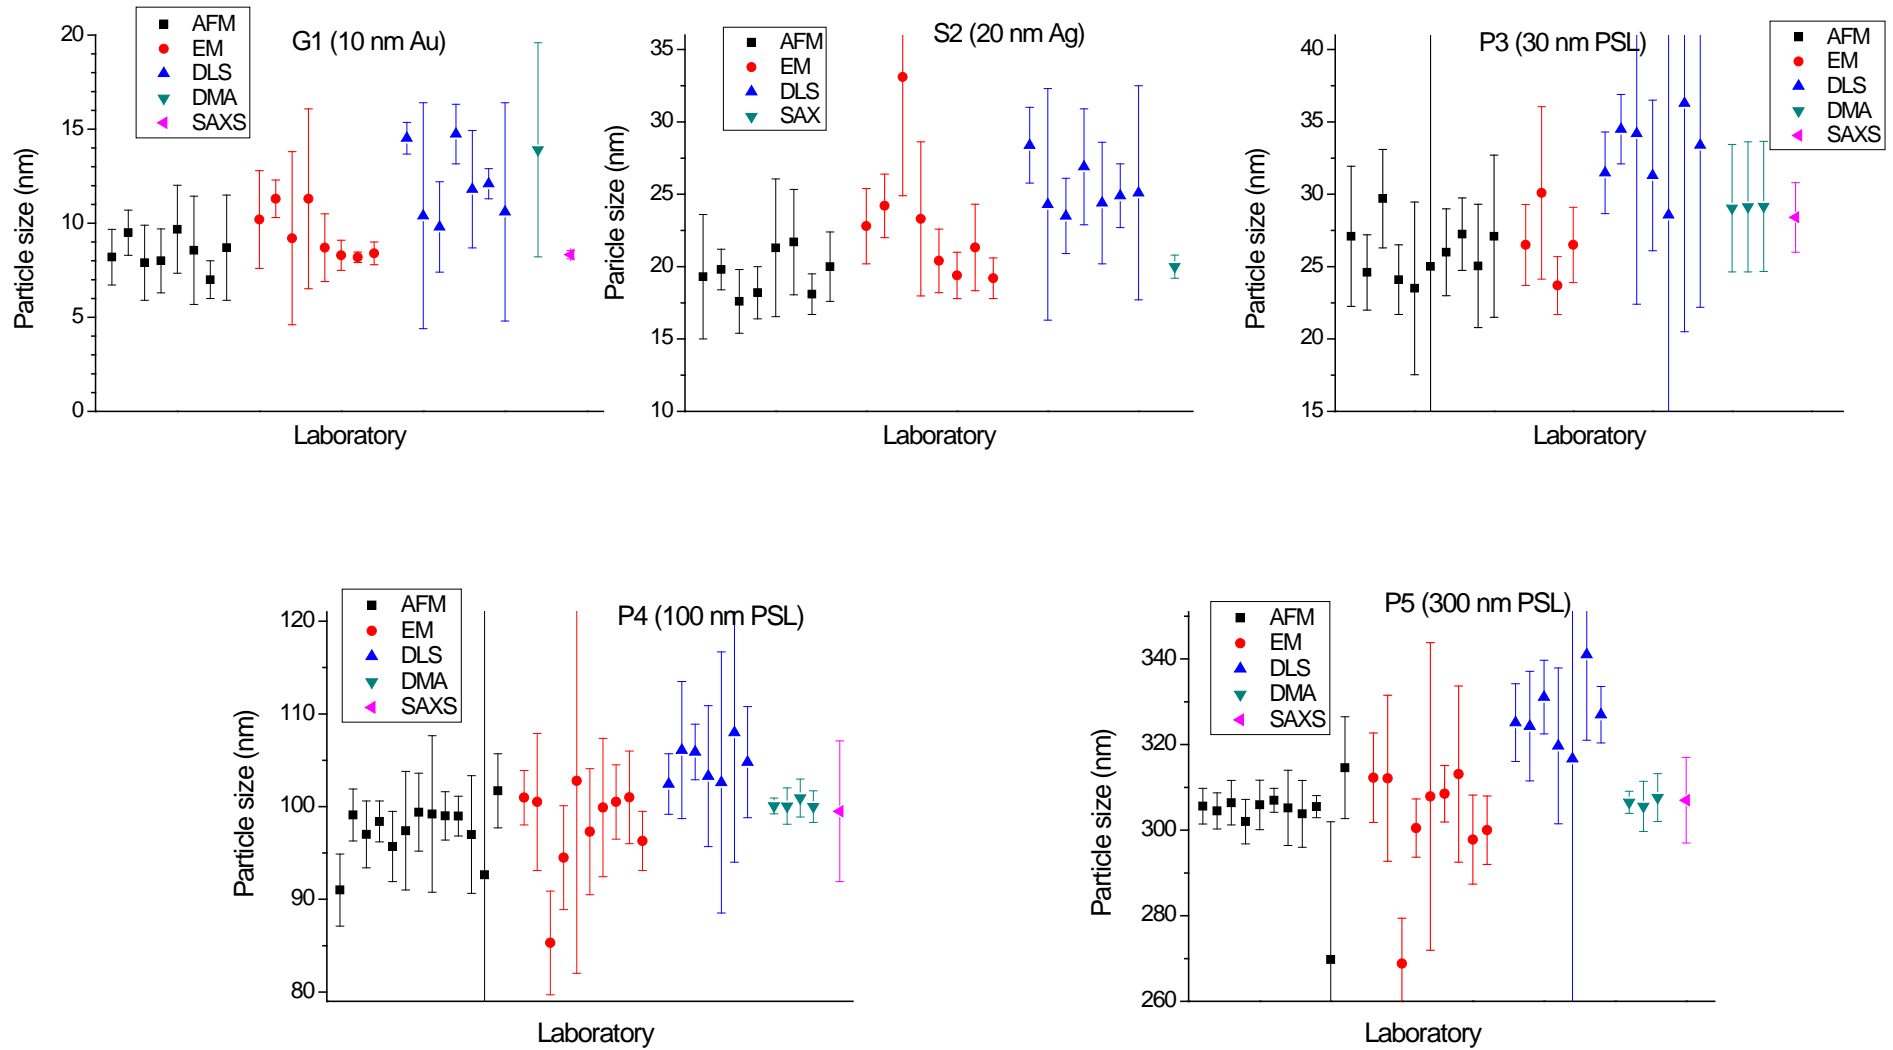 G1 (10 nm Au)
AFM
EM
DLS
DMA
SAXS
20
15
10
5
0
Particle size (nm)
Laboratory
S2 (20 nm Ag)
AFM
EM
DLS
SAX
35
30
25
20
15
10
Paricle size (nm)
Laboratory
P3 (30 nm PSL)
AFM
EM
DLS
DMA
SAXS
40
35
30
25
20
15
Particle size (nm)
Laboratory
P4 (100 nm PSL)
AFM
EM
DLS
DMA
SAXS
120
110
100
90
80
Particle size (nm)
Laboratory
P5 (300 nm PSL)
AFM
EM
DLS
DMA
SAXS
340
320
300
280
260
Particle size (nm)
Laboratory